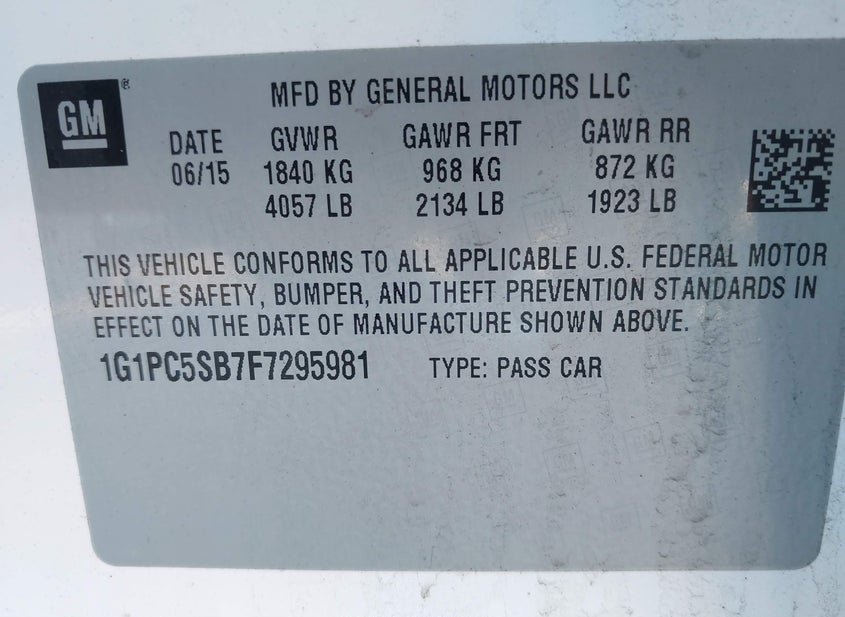 GM®
MFD BY GENERAL MOTORS LLC
DATE GVWR GAWR FRT GAWR RR
06/15 1840 KG 968 KG 872 KG
4057 LB 2134 LB 1923 LB
THIS VEHICLE CONFORMS TO ALL APPLICABLE U.S. FEDERAL MOTOR
VEHICLE SAFETY, BUMPER, AND THEFT PREVENTION STANDARDS IN
EFFECT ON THE DATE OF MANUFACTURE SHOWN ABOVE.
1G1PC5SB7F7295981 TYPE: PASS CAR